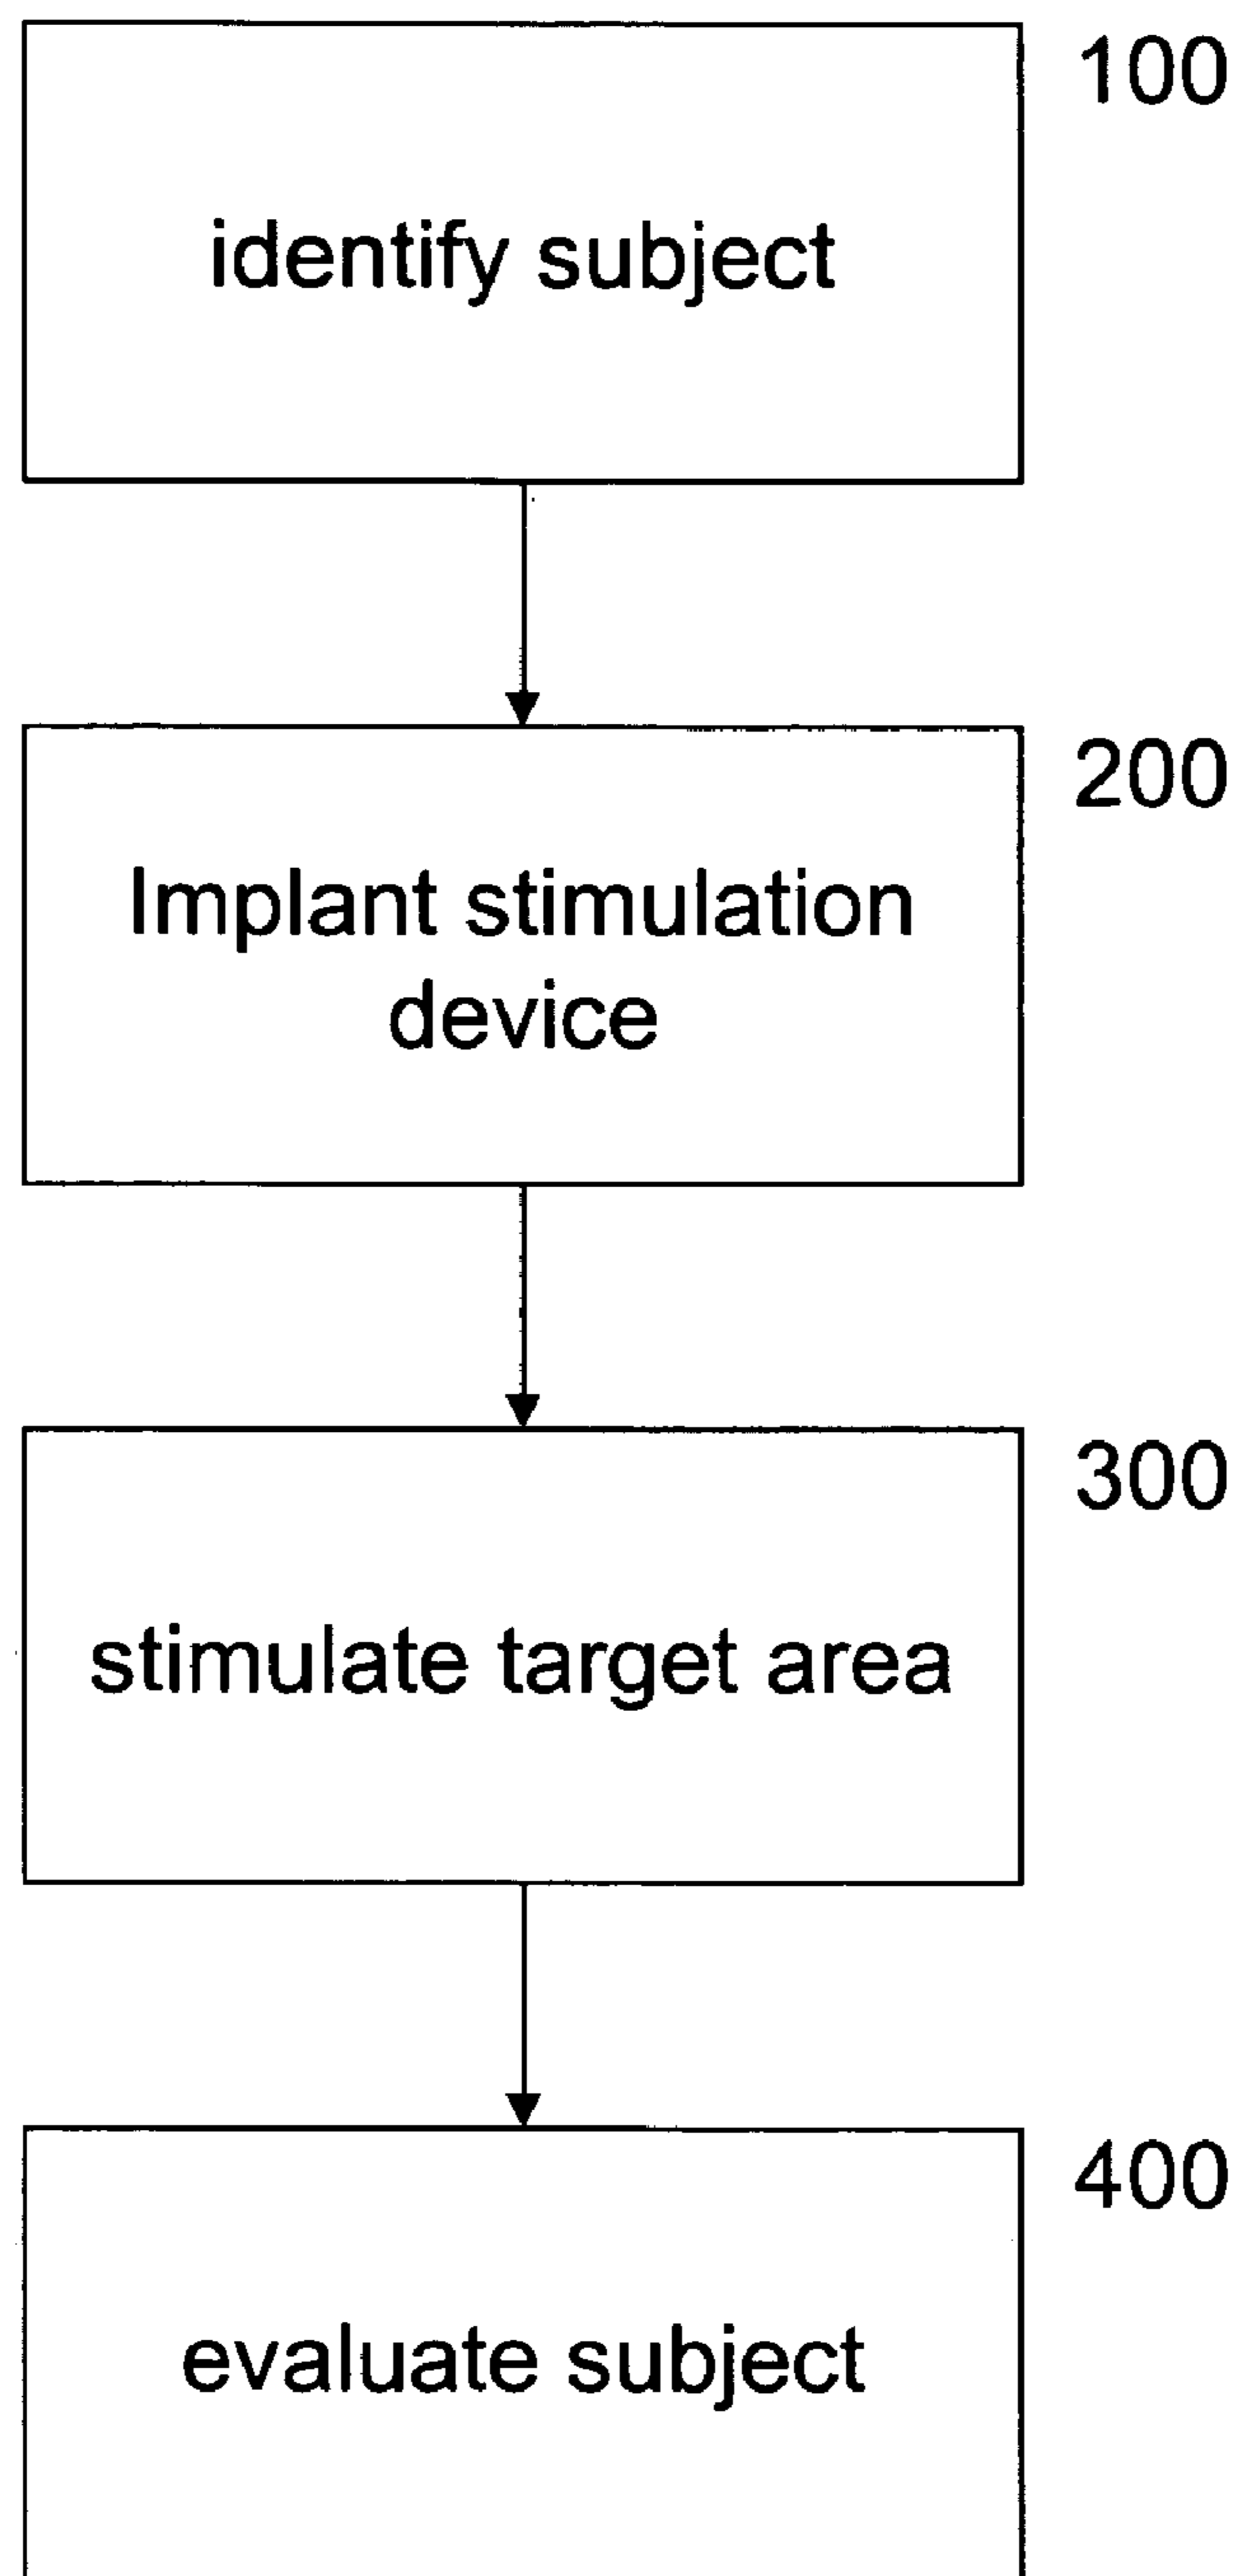 100
identify subject
200
Implant stimulation
device
300
stimulate target area
400
evaluate subject